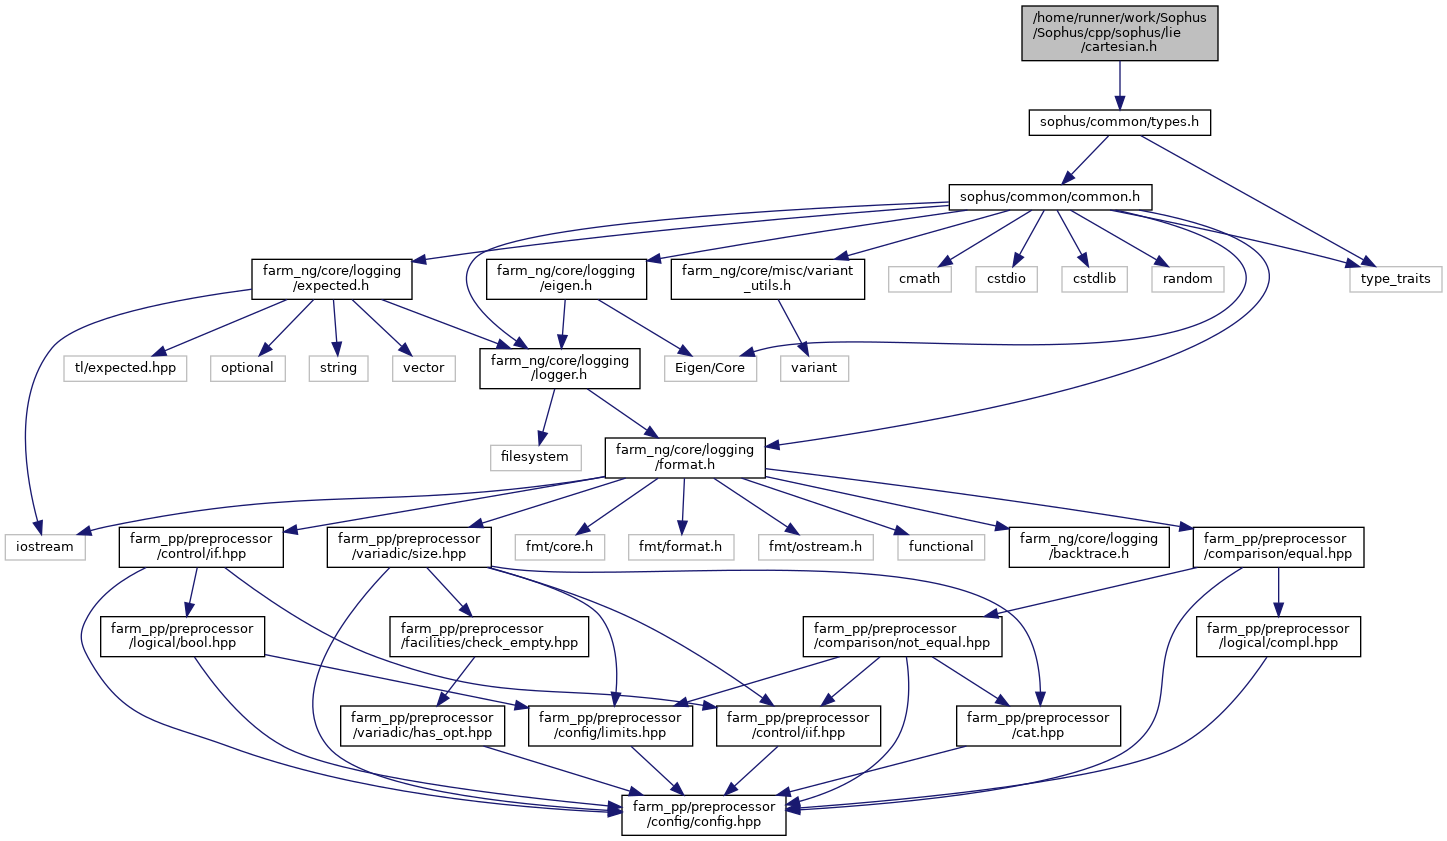 /home/runner/work/Sophus
/Sophus/cpp/sophus/lie
/cartesian.h
sophus/common/types.h
sophus/common/common.h
farm_ng/core/logging
/expected.h
farm_ng/core/logging
/eigen.h
farm_ng/core/misc/variant
_utils.h
cmath
cstdio
cstdlib
random
type_traits
tl/expected.hpp
optional
string
vector
farm_ng/core/logging
/logger.h
Eigen/Core
variant
filesystem
farm_ng/core/logging
/format.h
iostream
farm_pp/preprocessor
/control/if.hpp
farm_pp/preprocessor
/variadic/size.hpp
fmt/core.h
fmt/format.h
fmt/ostream.h
functional
farm_ng/core/logging
/backtrace.h
farm_pp/preprocessor
/comparison/equal.hpp
farm_pp/preprocessor
/logical/bool.hpp
farm_pp/preprocessor
/facilities/check_empty.hpp
farm_pp/preprocessor
/comparison/not_equal.hpp
farm_pp/preprocessor
/logical/compl.hpp
farm_pp/preprocessor
/variadic/has_opt.hpp
farm_pp/preprocessor
/config/limits.hpp
farm_pp/preprocessor
/control/iif.hpp
farm_pp/preprocessor
/cat.hpp
farm_pp/preprocessor
/config/config.hpp